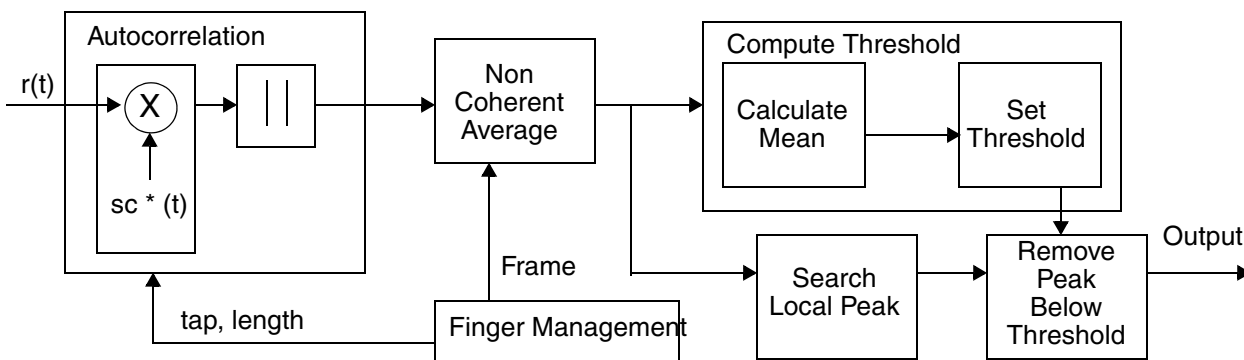 Autocorrelation
r(t)
X
| |
sc * (t)
tap, length
Non
Coherent
Average
Frame
Finger Management
Compute Threshold
Calculate
Mean
Set
Threshold
Search
Local Peak
Remove
Peak
Below
Threshold
Output